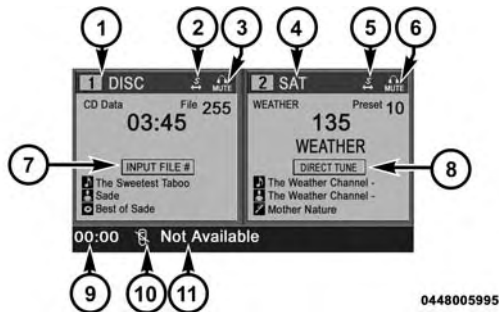 1 2 3 4 5 6
1 DISC S MUTE 2 SAT S MUTE
CD Data File 255 WEATHER Preset 10
03:45 135
WEATHER
7 INPUT FILE # DIRECT TUNE 8
The Sweetest Taboo The Weather Channel -
Sade The Weather Channel -
Best of Sade Mother Nature
00:00 Not Available
9 10 11
0448005995